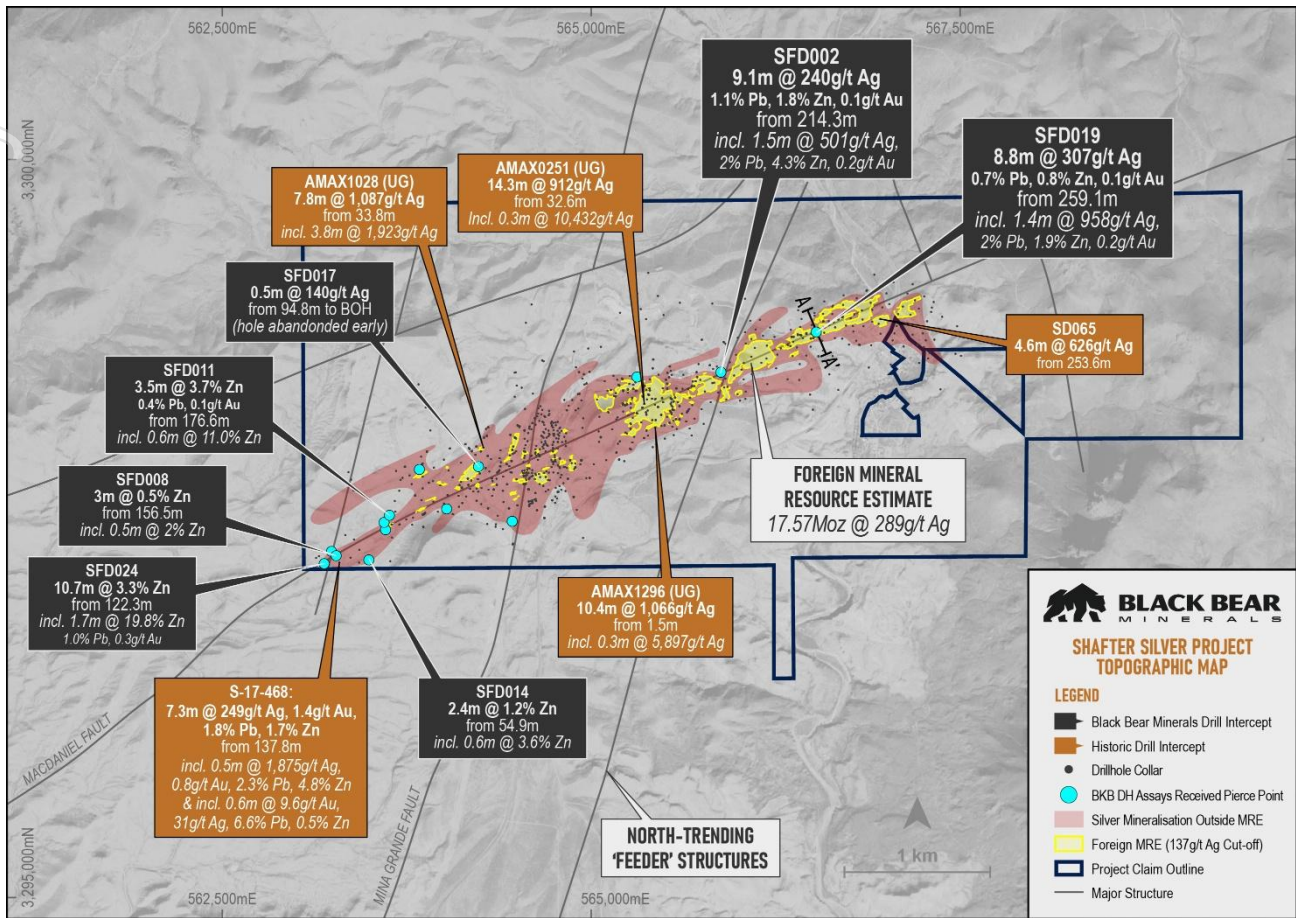 562,500mE
565,000mE
567,500mE
3,300,000mN
3,295,000mN
SFD002
9.1m @ 240g/t Ag
1.1% Pb, 1.8% Zn, 0.1g/t Au
from 214.3m
incl. 1.5m @ 501g/t Ag,
2% Pb, 4.3% Zn, 0.2g/t Au
SFD019
8.8m @ 307g/t Ag
0.7% Pb, 0.8% Zn, 0.1g/t Au
from 259.1m
incl. 1.4m @ 958g/t Ag,
2% Pb, 1.9% Zn, 0.2g/t Au
AMAX0251 (UG)
14.3m @ 912g/t Ag
from 32.6m
Incl. 0.3m @ 10,432g/t Ag
AMAX1028 (UG)
7.8m @ 1,087g/t Ag
from 33.8m
incl. 3.8m @ 1,923g/t Ag
SFD017
0.5m @ 140g/t Ag
from 94.8m to BOH
(hole abandonded early)
A
A'
SD065
4.6m @ 626g/t Ag
from 253.6m
SFD011
3.5m @ 3.7% Zn
0.4% Pb, 0.1g/t Au
from 176.6m
incl. 0.6m @ 11.0% Zn
SFD008
3m @ 0.5% Zn
from 156.5m
incl. 0.5m @ 2% Zn
FOREIGN MINERAL
RESOURCE ESTIMATE
17.57Moz @ 289g/t Ag
SFD024
10.7m @ 3.3% Zn
from 122.3m
incl. 1.7m @ 19.8% Zn
1.0% Pb, 0.3g/t Au
AMAX1296 (UG)
10.4m @ 1,066g/t Ag
from 1.5m
incl. 0.3m @ 5,897g/t Ag
S-17-468:
7.3m @ 249g/t Ag, 1.4g/t Au,
1.8% Pb, 1.7% Zn
from 137.8m
incl. 0.5m @ 1,875g/t Ag,
0.8g/t Au, 2.3% Pb, 4.8% Zn
& incl. 0.6m @ 9.6g/t Au,
31g/t Ag, 6.6% Pb, 0.5% Zn
SFD014
2.4m @ 1.2% Zn
from 54.9m
incl. 0.6m @ 3.6% Zn
MACDANIEL FAULT
MINA GRANDE FAULT
NORTH-TRENDING
'FEEDER' STRUCTURES
1 km
562,500mE
565,000mE
BLACK BEAR
MINERALS
SHAFTER SILVER PROJECT
TOPOGRAPHIC MAP
LEGEND
Black Bear Minerals Drill Intercept
Historic Drill Intercept
Drillhole Collar
BKB DH Assays Received Pierce Point
Silver Mineralisation Outside MRE
Foreign MRE (137g/t Ag Cut-off)
Project Claim Outline
Major Structure